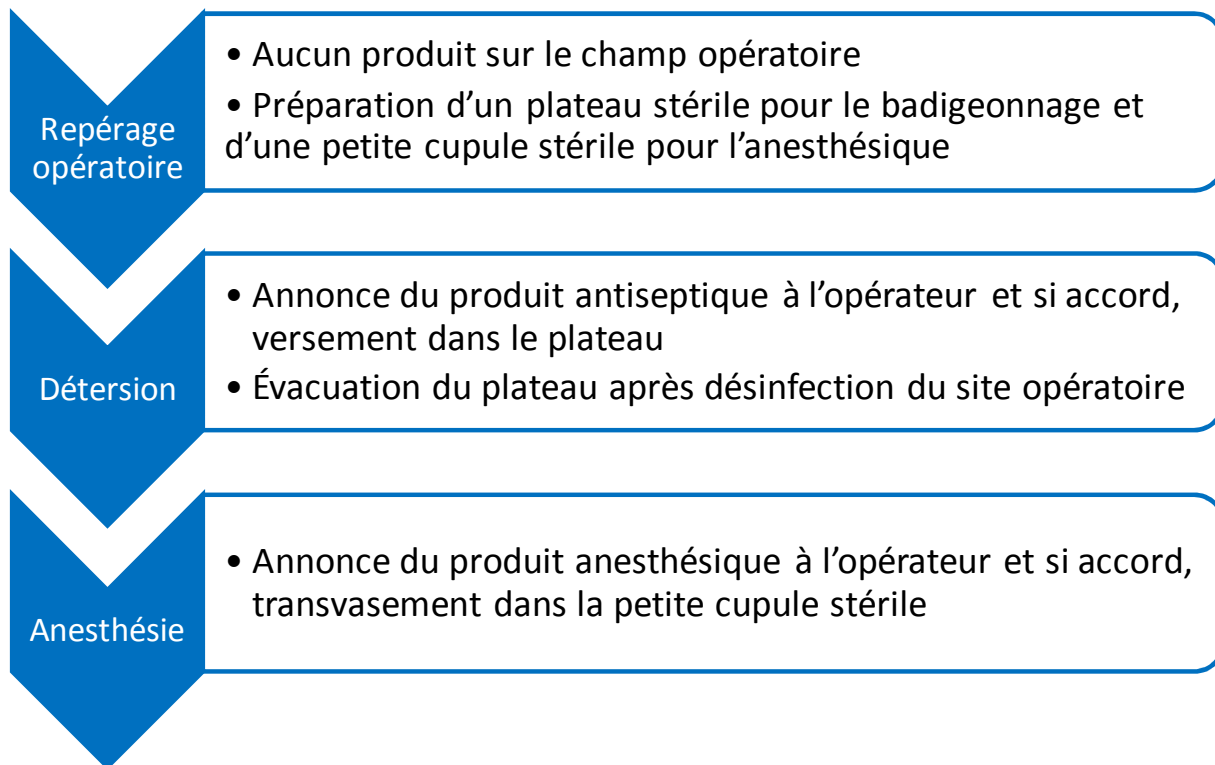 Repérage
opératoire
• Aucun produit sur le champ opératoire
• Préparation d’un plateau stérile pour le badigeonnage et
d’une petite cupule stérile pour l’anesthésique
Détersion
• Annonce du produit antiseptique à l’opérateur et si accord,
versement dans le plateau
• Évacuation du plateau après désinfection du site opératoire
Anesthésie
• Annonce du produit anesthésique à l’opérateur et si accord,
transvasement dans la petite cupule stérile